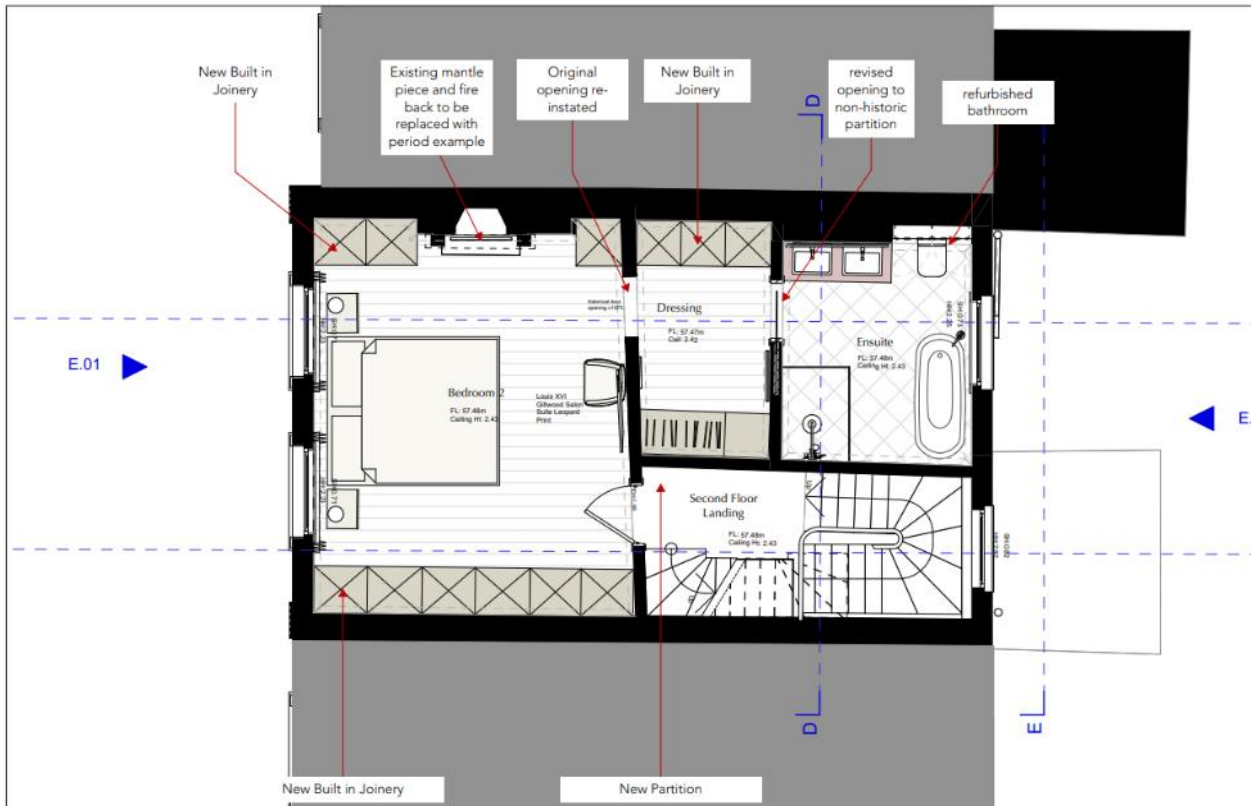 New Built in
Joinery
Existing mantle
piece and fire
back to be
replaced with
period example
Original
opening re-
instated
New Built in
Joinery
revised
opening to
non-historic
partition
refurbished
bathroom
D
E.01
E.
Dressing
FL: 57.47m
Ensuite
FL: 57.48m
Ceiling Ht: 2.43
Bedroom 2
FL: 57.48m
Ceiling Ht: 2.43
Louis XVI
Giltwood Salon
Suite Leopard
Print
Second Floor
Landing
FL: 57.48m
Ceiling Ht: 2.43
Up
D
E
New Built in Joinery
New Partition